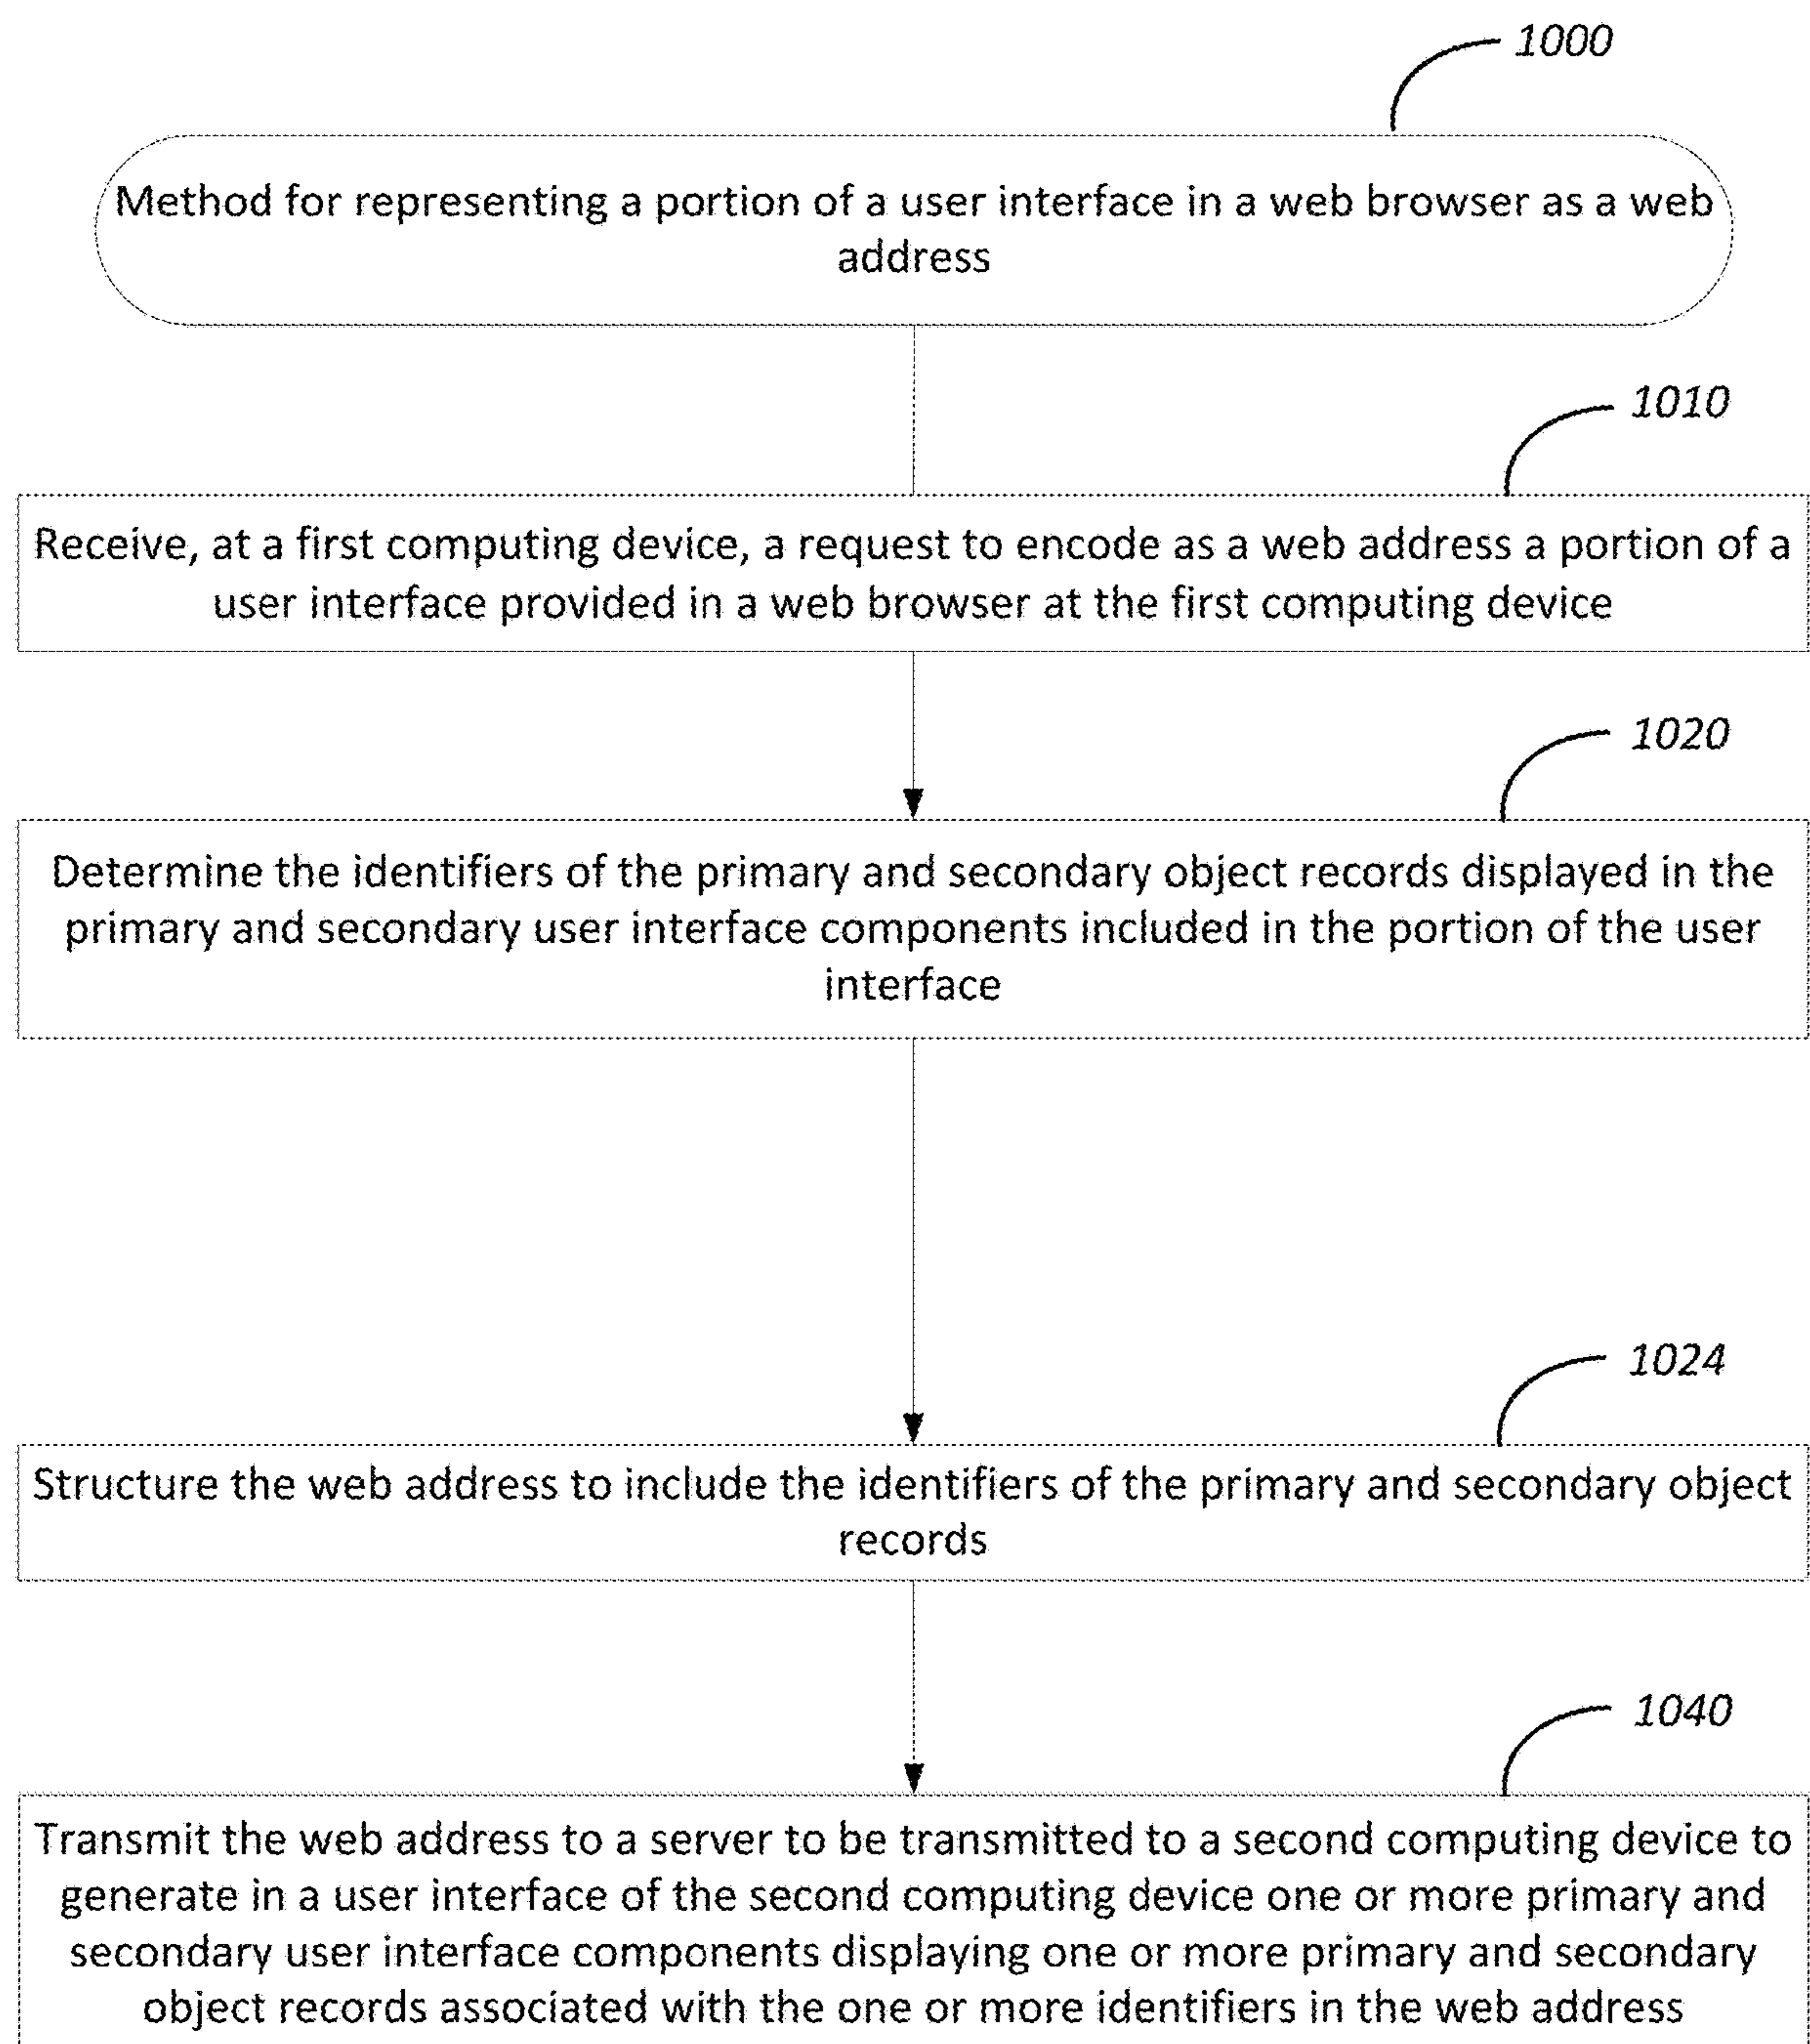 1000
Method for representing a portion of a user interface in a web browser as a web
address
1010
Receive, at a first computing device, a request to encode as a web address a portion of a
user interface provided in a web browser at the first computing device
1020
Determine the identifiers of the primary and secondary object records displayed in the
primary and secondary user interface components included in the portion of the user
interface
1024
Structure the web address to include the identifiers of the primary and secondary object
records
1040
Transmit the web address to a server to be transmitted to a second computing device to
generate in a user interface of the second computing device one or more primary and
secondary user interface components displaying one or more primary and secondary
object records associated with the one or more identifiers in the web address